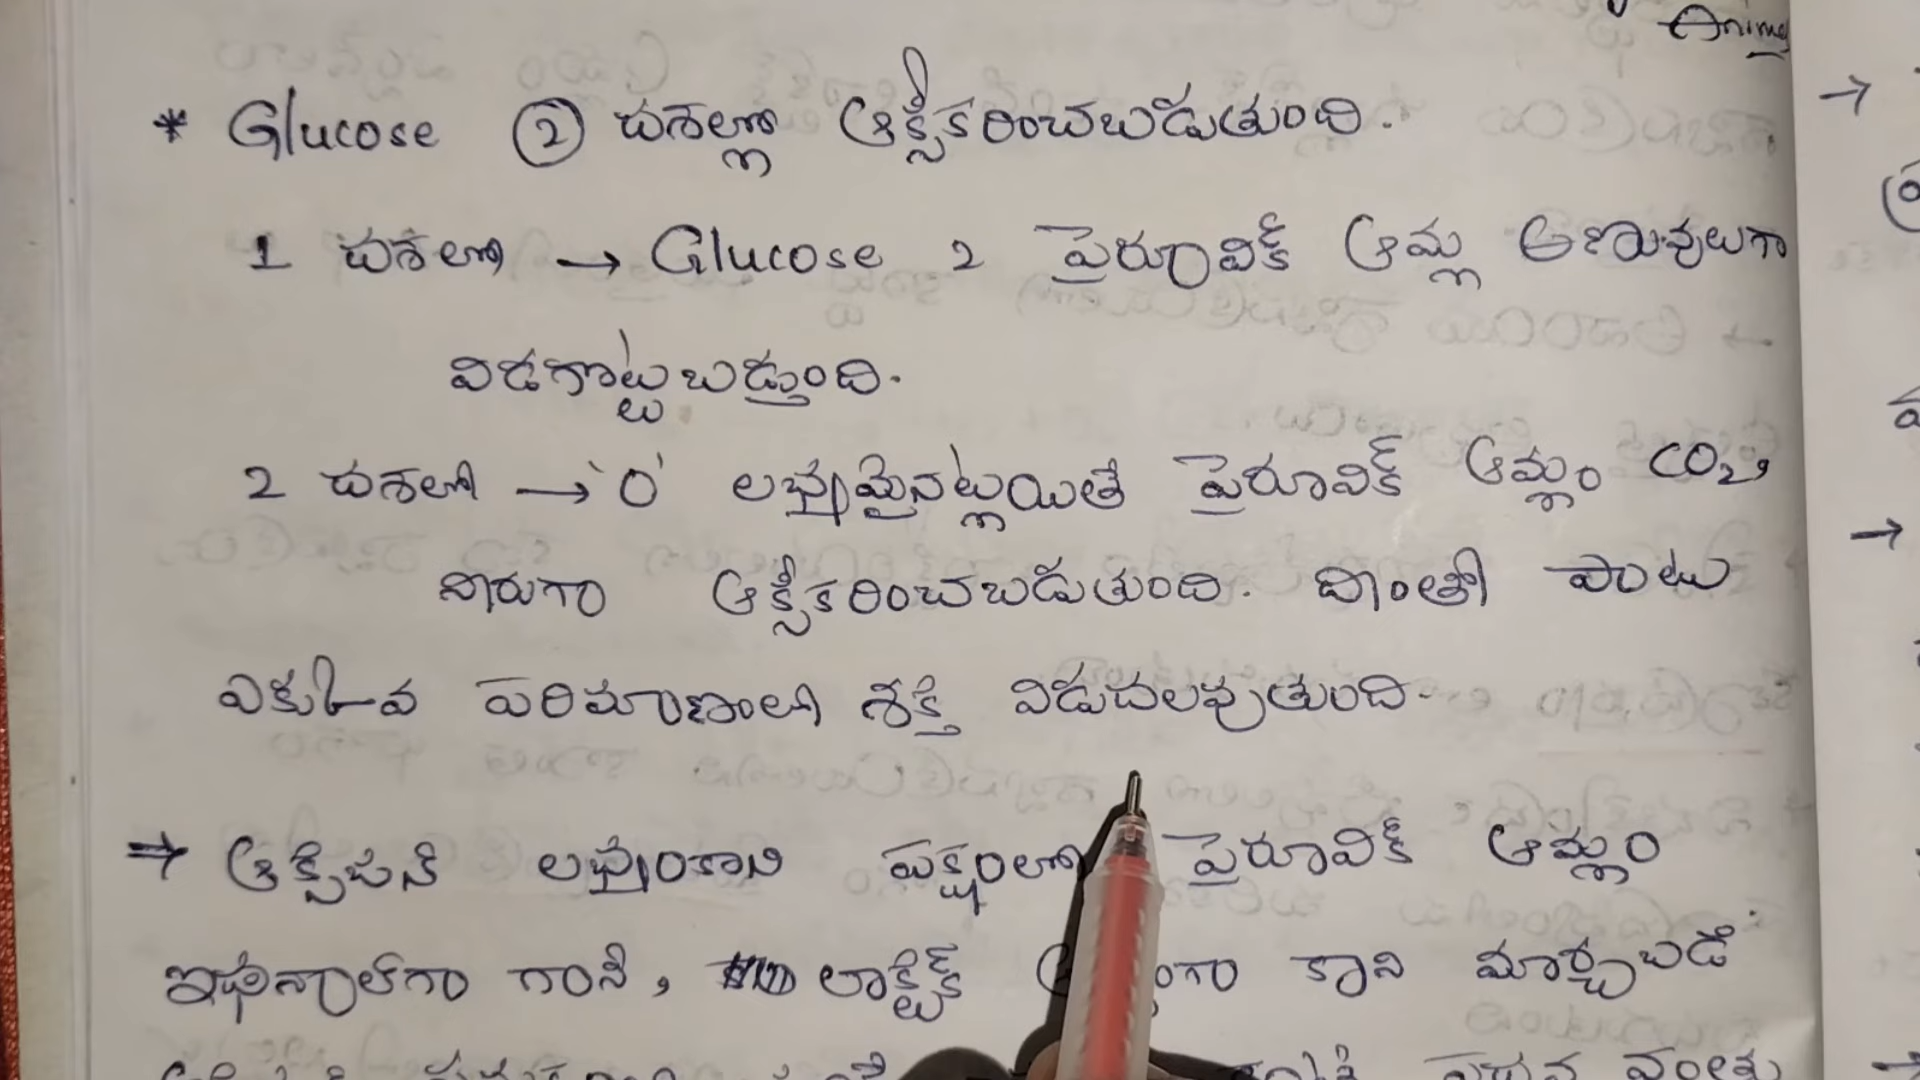 Anima
* Glucose ② దశల్లో ఆక్సీకరించబడుతుంది.
1 దశలో → Glucose 2 పైరూవిక్ ఆమ్ల అణువులుగా
విడగొట్టబడ్తుంది.
2 దశలో → 'O' లభ్యమైనట్లయితే పైరూవిక్ ఆమ్లం CO₂,
నీరుగా ఆక్సీకరించబడుతుంది. దాంతో పాటు
ఎక్కువ పరిమాణంలో శక్తి విడుదలవుతుంది.
⇒ ఆక్సిజన్ లభ్యంకాని పక్షంలో పైరూవిక్ ఆమ్లం
ఇథనాల్‌గా గానీ, లాక్టిక్ కాని మార్చబడి